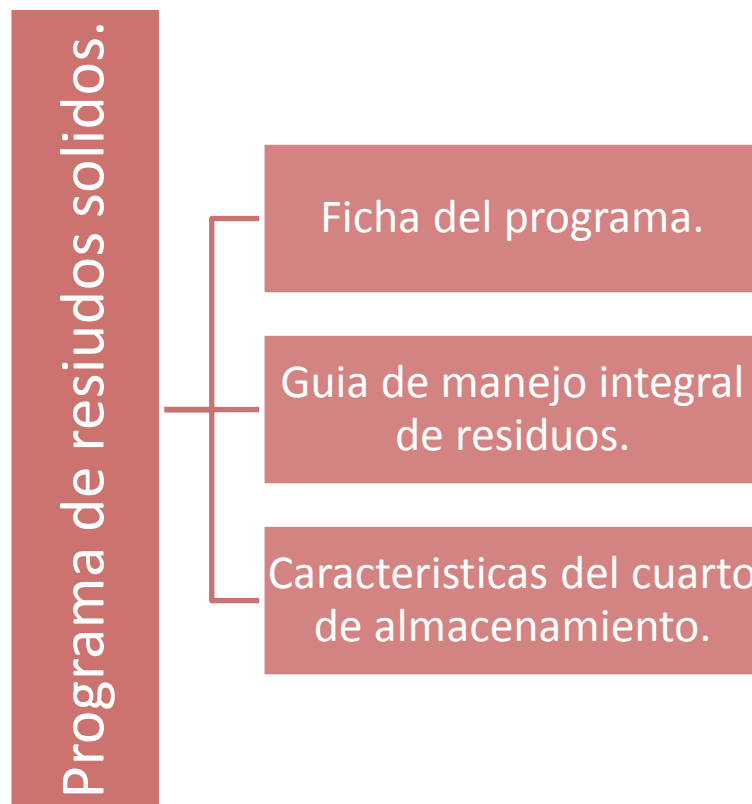 Programa de resiudos solidos.
Ficha del programa.
Guia de manejo integral
de residuos.
Caracteristicas del cuarto
de almacenamiento.